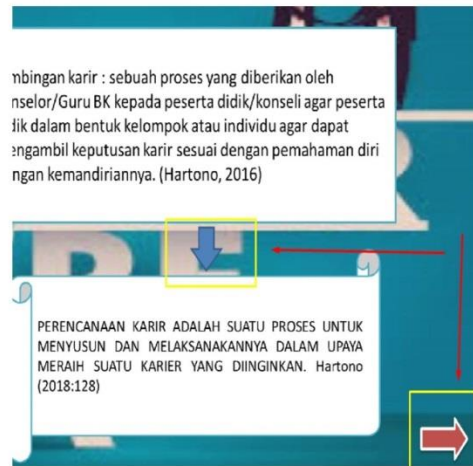 mbingan karir : sebuah proses yang diberikan oleh
nselor/Guru BK kepada peserta didik/konseli agar peserta
dik dalam bentuk kelompok atau individu agar dapat
engambil keputusan karir sesuai dengan pemahaman diri
ngan kemandiriannya. (Hartono, 2016)
PERENCANAAN KARIR ADALAH SUATU PROSES UNTUK
MENYUSUN DAN MELAKSANAKANNYA DALAM UPAYA
MERAIH SUATU KARIER YANG DIINGINKAN. Hartono
(2018:128)